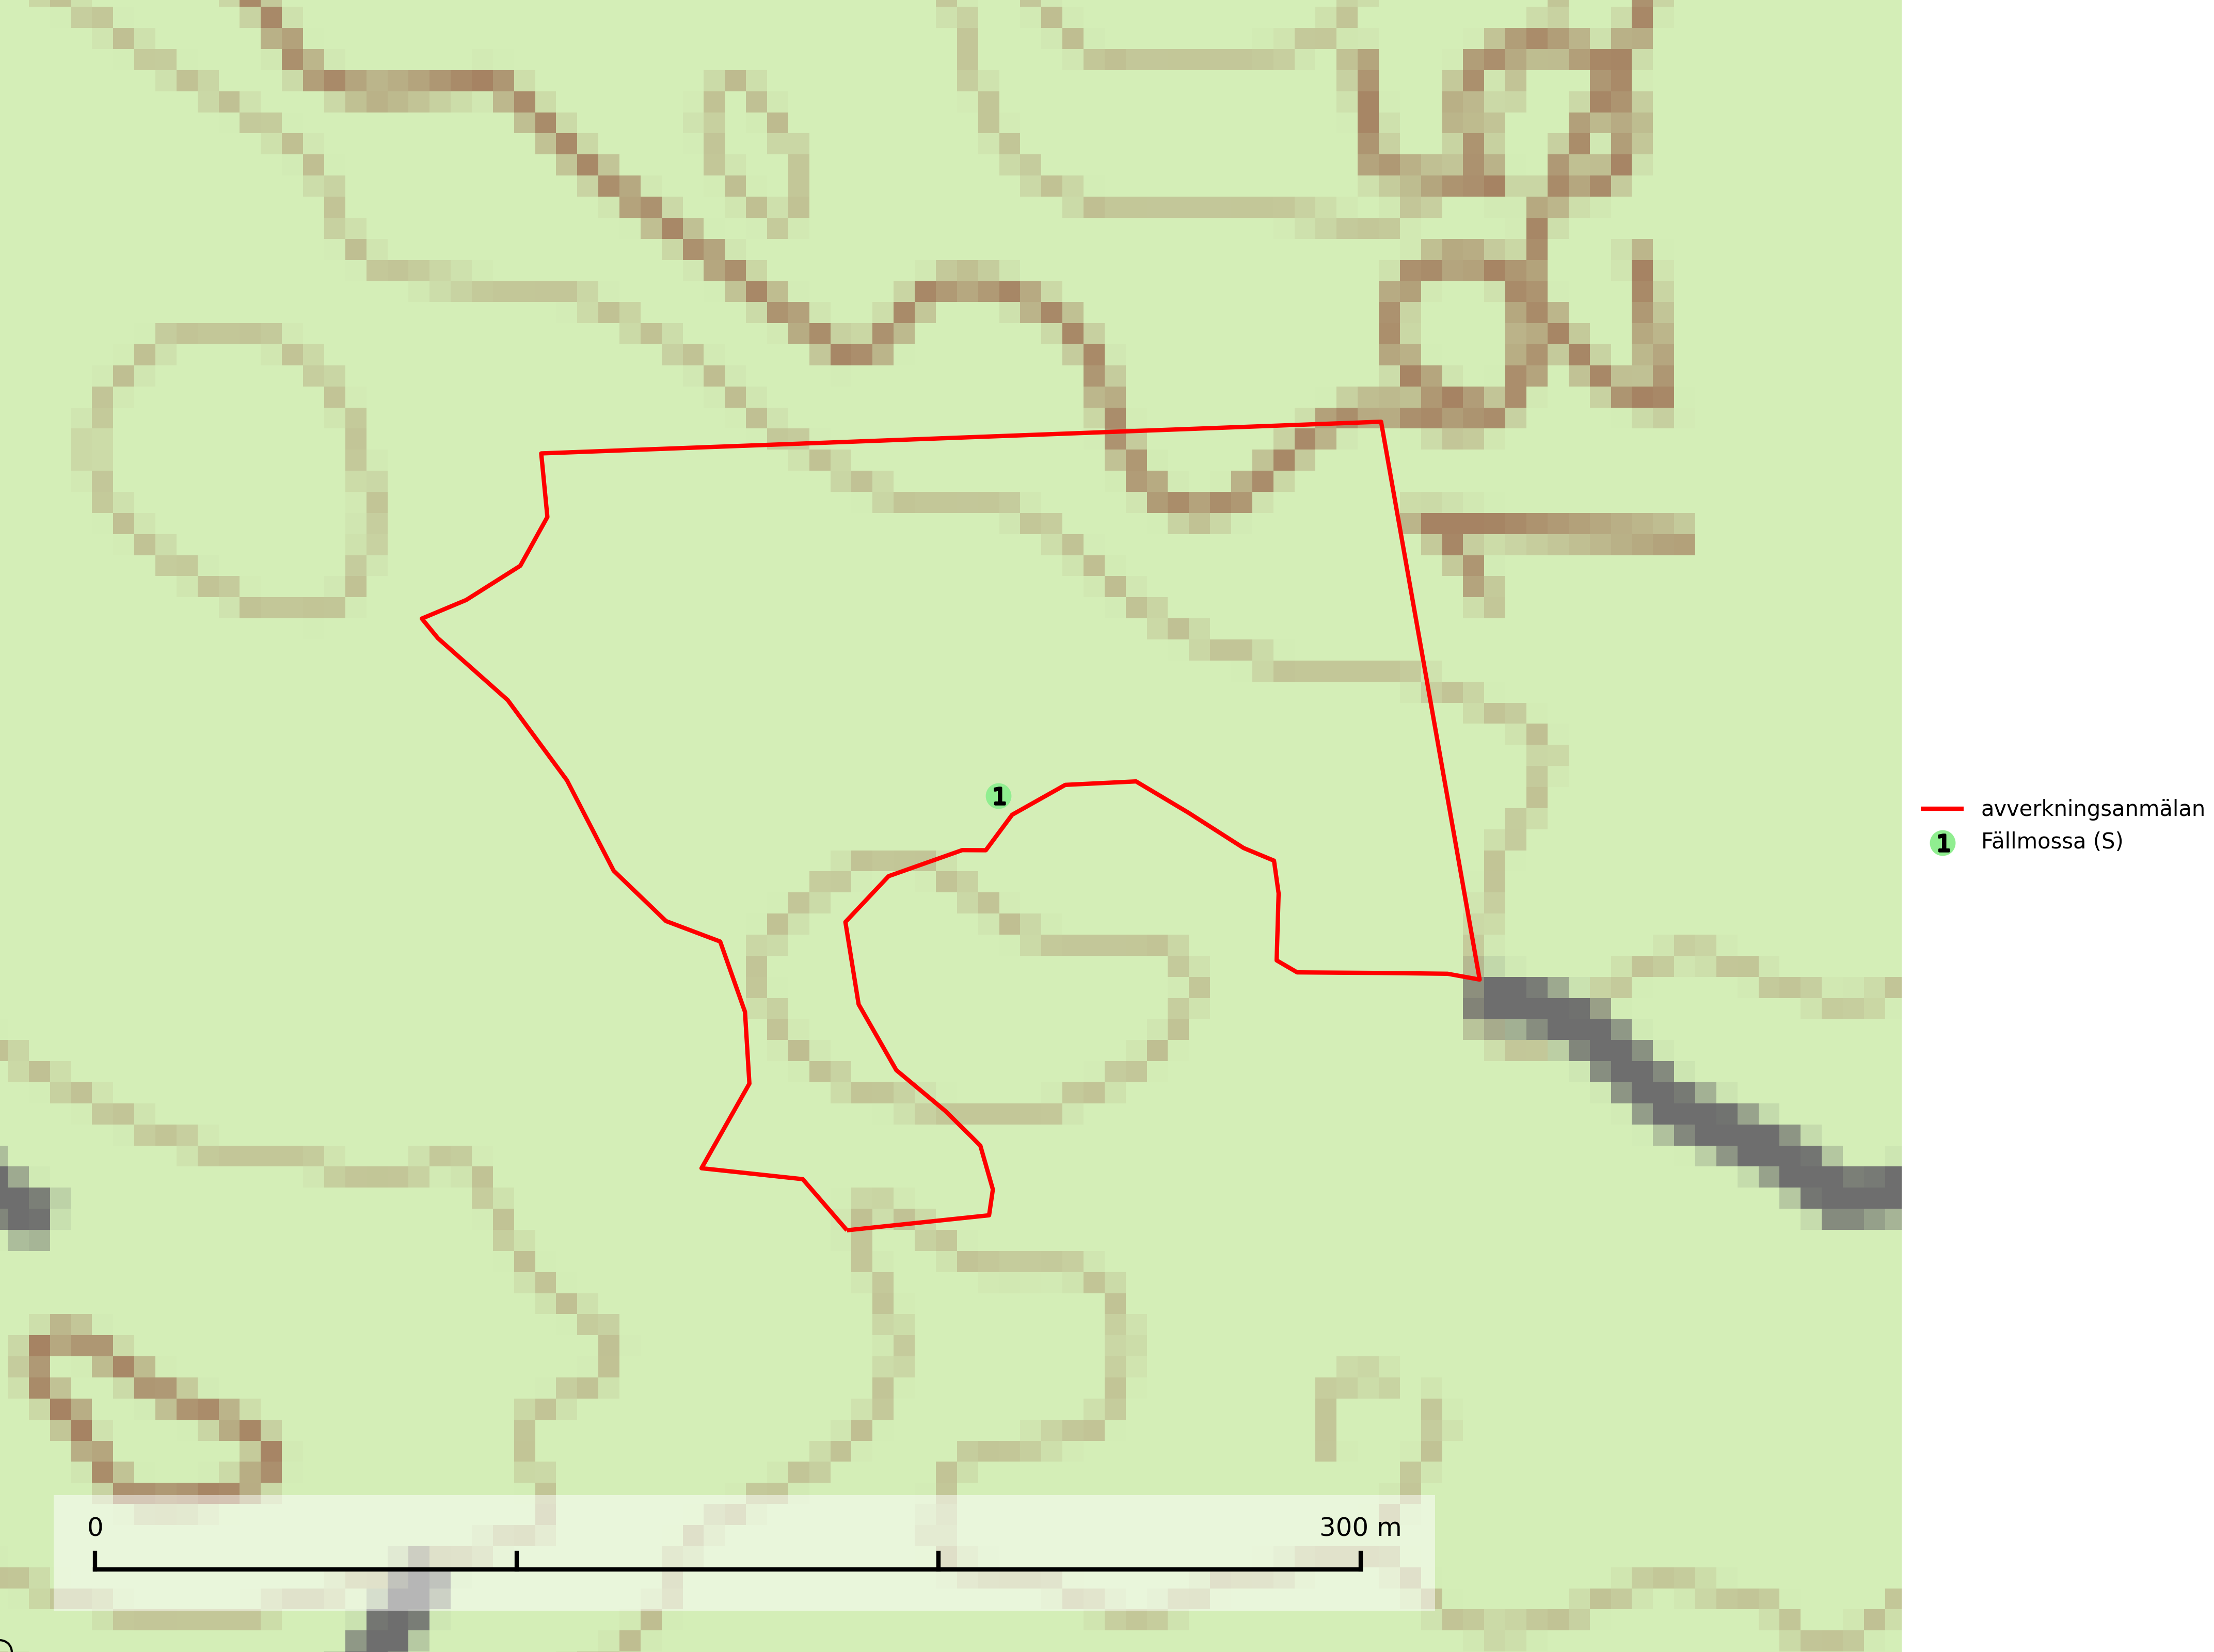 1
avverkningsanmälan
1 Fällmossa (S)
0 300 m